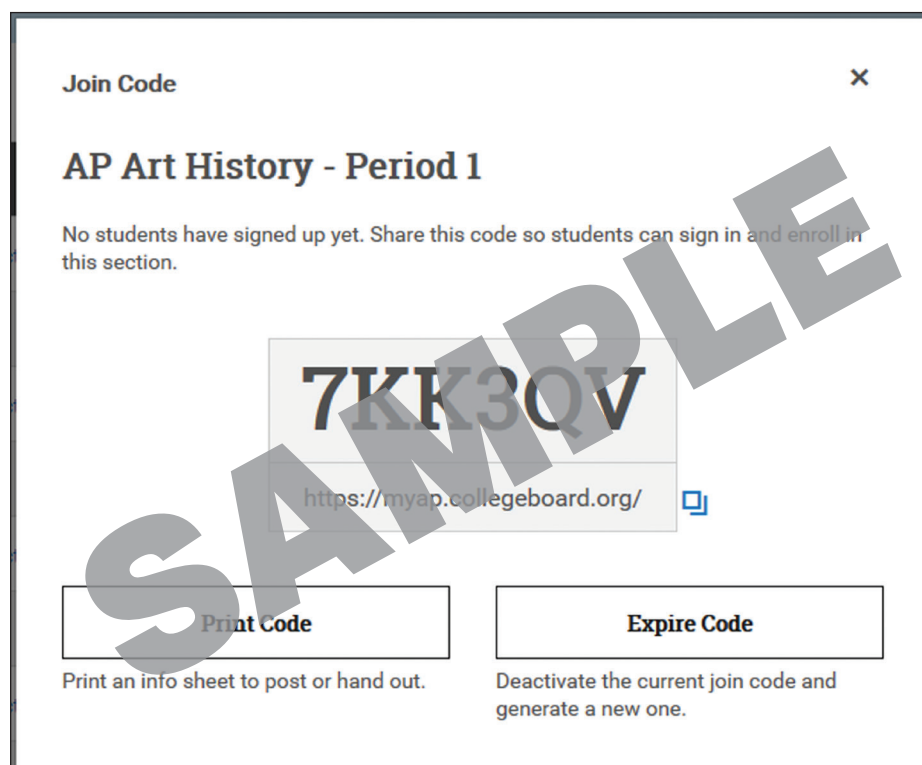 Join Code
AP Art History - Period 1
No students have signed up yet. Share this code so students can sign in and enroll in
this section.
7KK3QV
https://myap.collegeboard.org/
Print Code
Expire Code
Print an info sheet to post or hand out.
Deactivate the current join code and
generate a new one.
SAMPLE